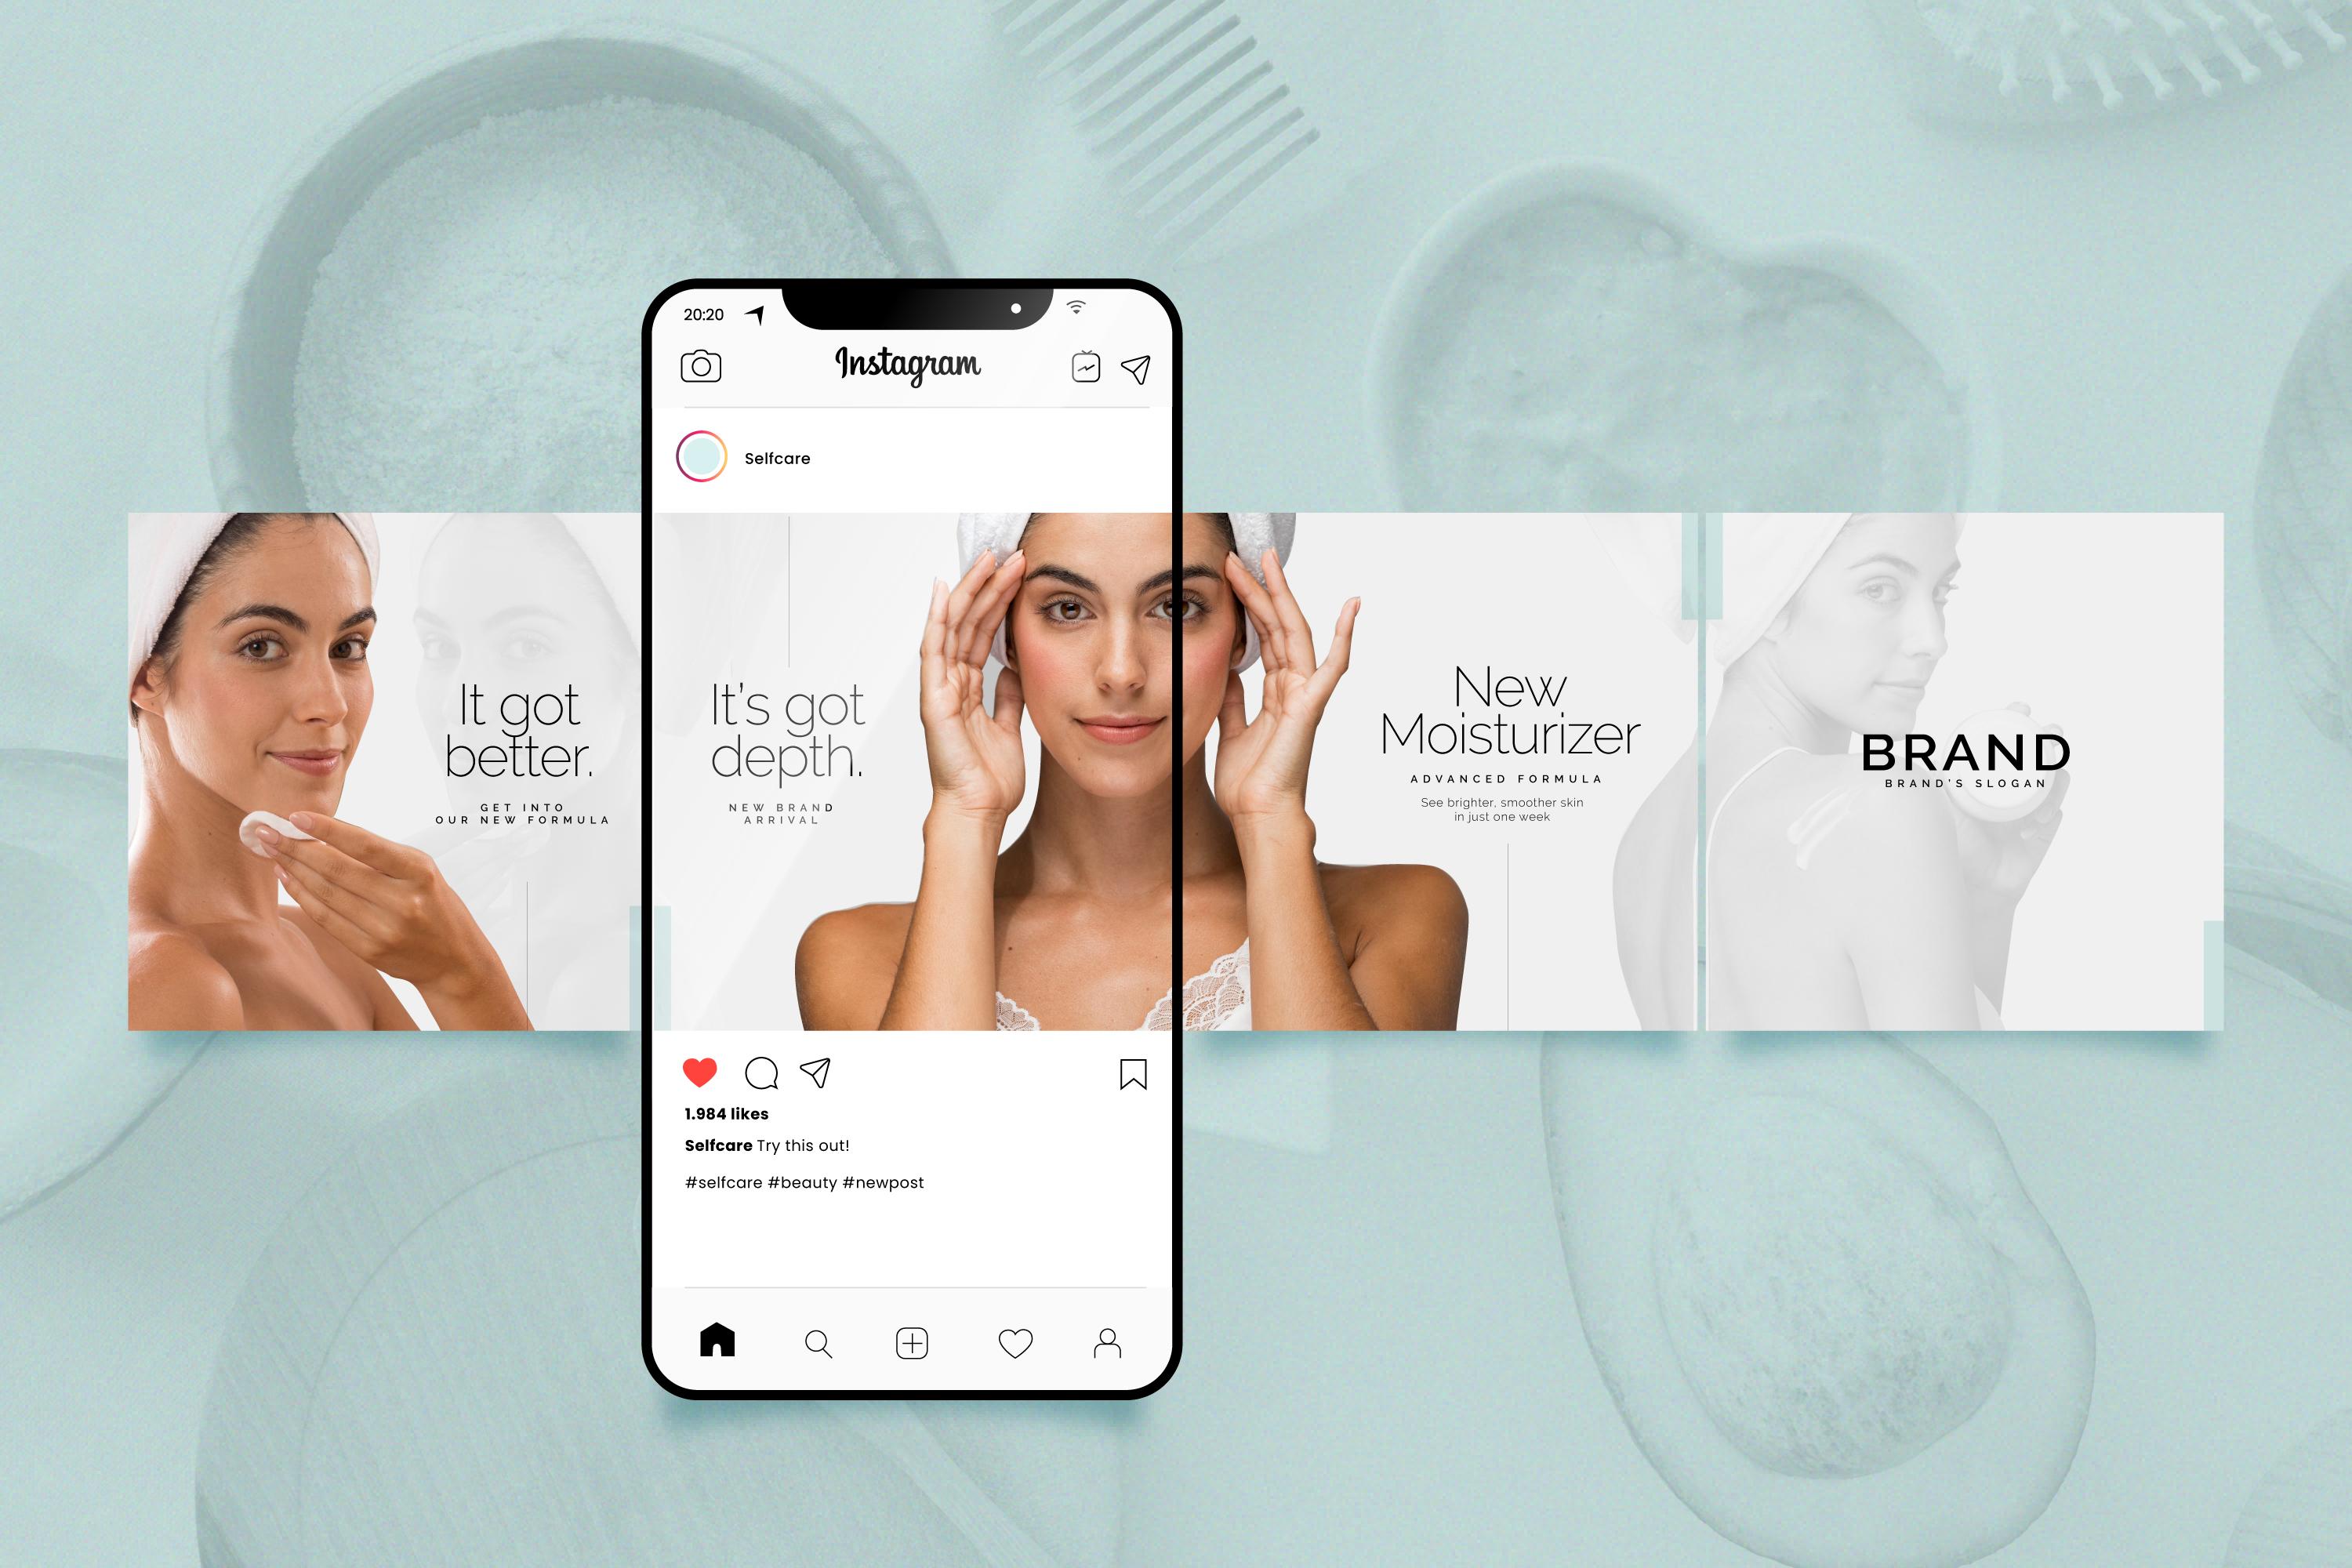 20:20
Instagram
Selfcare
It got
better.
GET INTO
OUR NEW FORMULA
It's got
depth.
NEW BRAND
ARRIVAL
New
Moisturizer
ADVANCED FORMULA
See brighter, smoother skin
in just one week
BRAND
BRAND'S SLOGAN
1.984 likes
Selfcare Try this out!
#selfcare #beauty #newpost